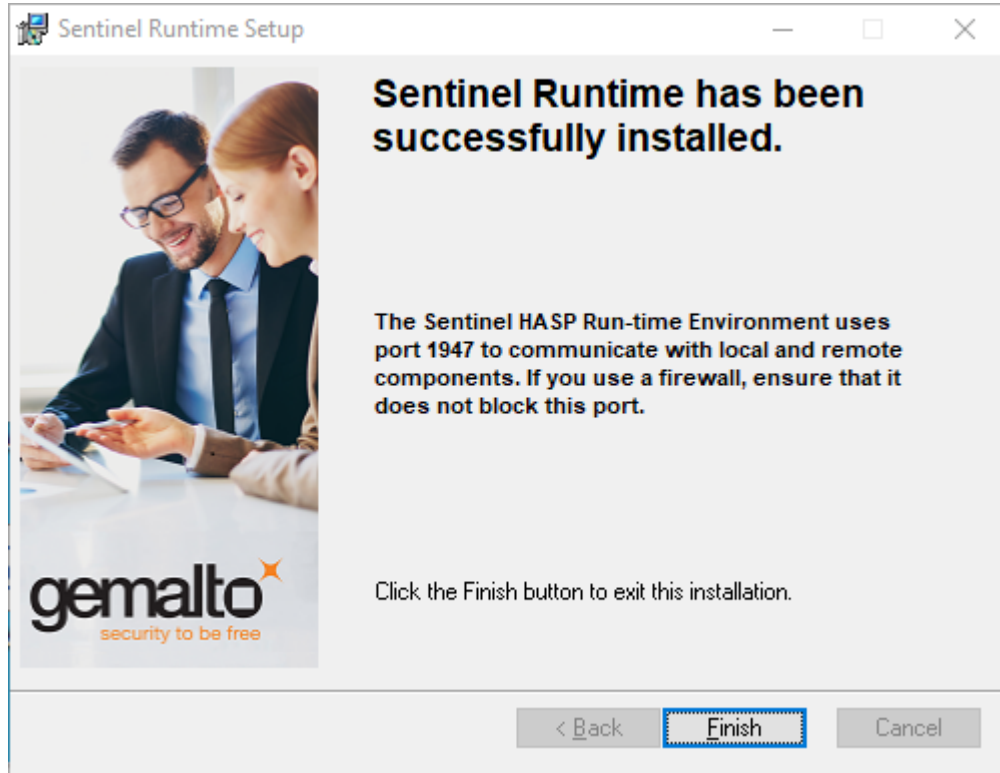 Sentinel Runtime Setup
Sentinel Runtime has been
successfully installed.
The Sentinel HASP Run-time Environment uses
port 1947 to communicate with local and remote
components. If you use a firewall, ensure that it
does not block this port.
gemalto
security to be free
Click the Finish button to exit this installation.
< Back
Finish
Cancel